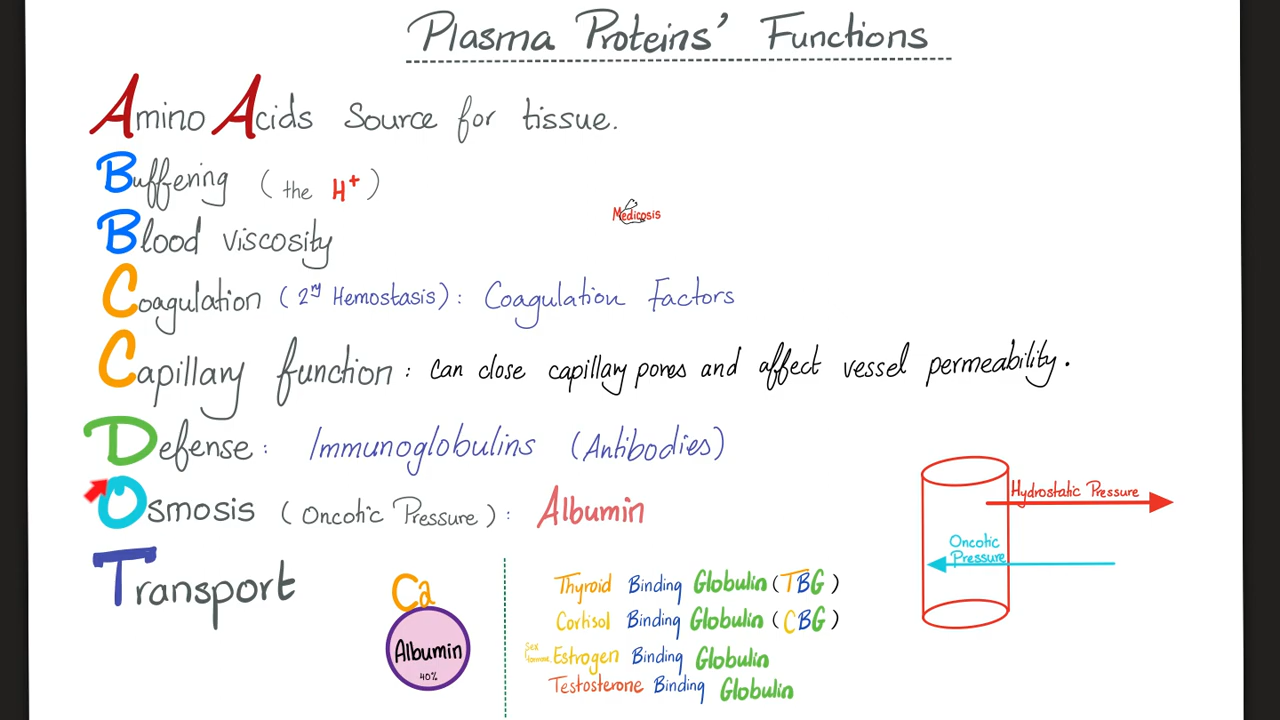 Plasma Proteins' Functions
Amino Acids source for tissue.
Buffering (the H+)
Medicosis
Blood viscosity
Coagulation (2ry Hemostasis): Coagulation Factors
Capillary function: Can close capillary pores and affect vessel permeability.
Defense: Immunoglobulins (Antibodies)
Osmosis (Oncotic Pressure): Albumin
Hydrostatic Pressure
Oncotic
Pressure
Transport
Ca
Albumin
40%
Thyroid Binding Globulin (TBG)
Cortisol Binding Globulin (CBG)
Sex
Estrogen Binding Globulin
Testosterone Binding Globulin